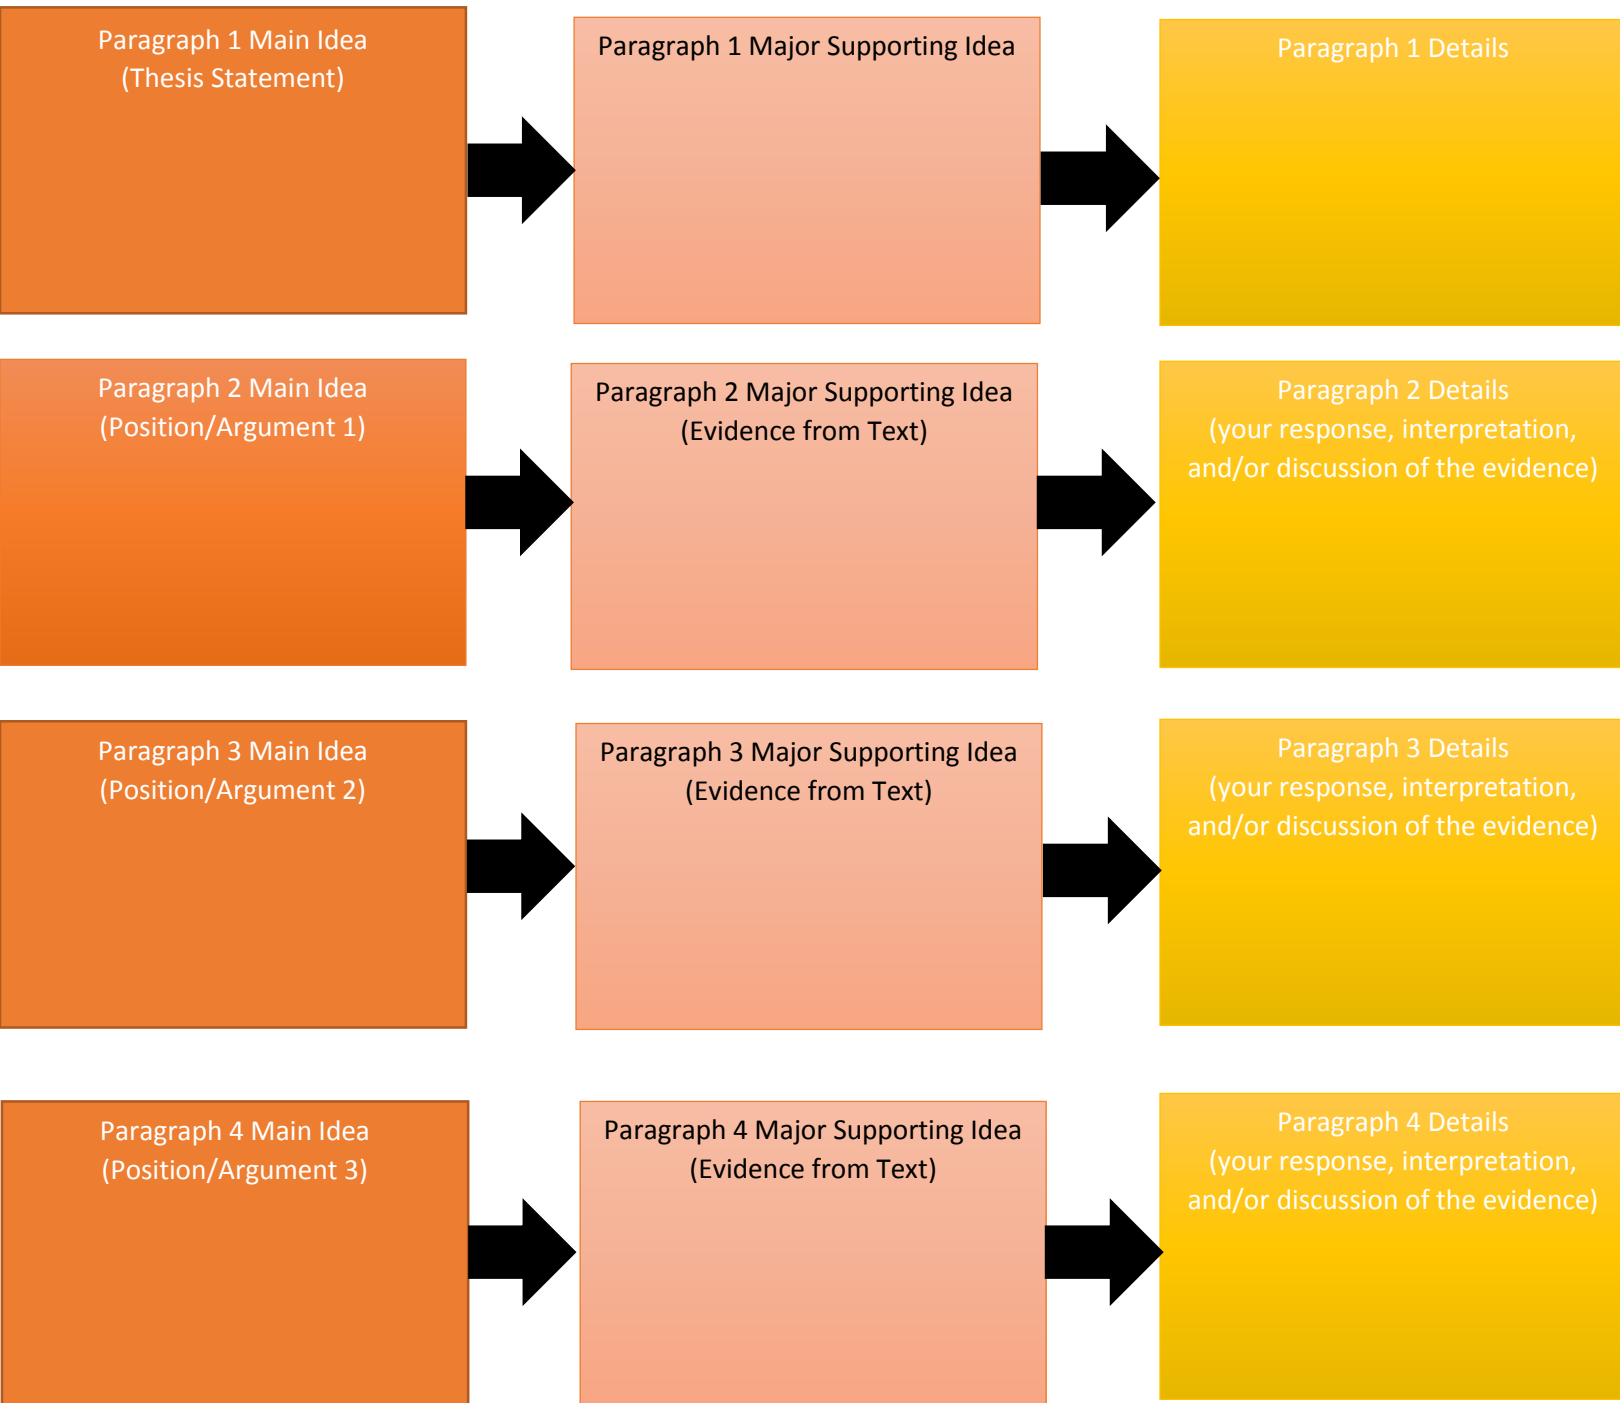 Paragraph 1 Main Idea
(Thesis Statement)
Paragraph 1 Major Supporting Idea
Paragraph 1 Details
Paragraph 2 Main Idea
(Position/Argument 1)
Paragraph 2 Major Supporting Idea
(Evidence from Text)
Paragraph 2 Details
(your response, interpretation,
and/or discussion of the evidence)
Paragraph 3 Main Idea
(Position/Argument 2)
Paragraph 3 Major Supporting Idea
(Evidence from Text)
Paragraph 3 Details
(your response, interpretation,
and/or discussion of the evidence)
Paragraph 4 Main Idea
(Position/Argument 3)
Paragraph 4 Major Supporting Idea
(Evidence from Text)
Paragraph 4 Details
(your response, interpretation,
and/or discussion of the evidence)